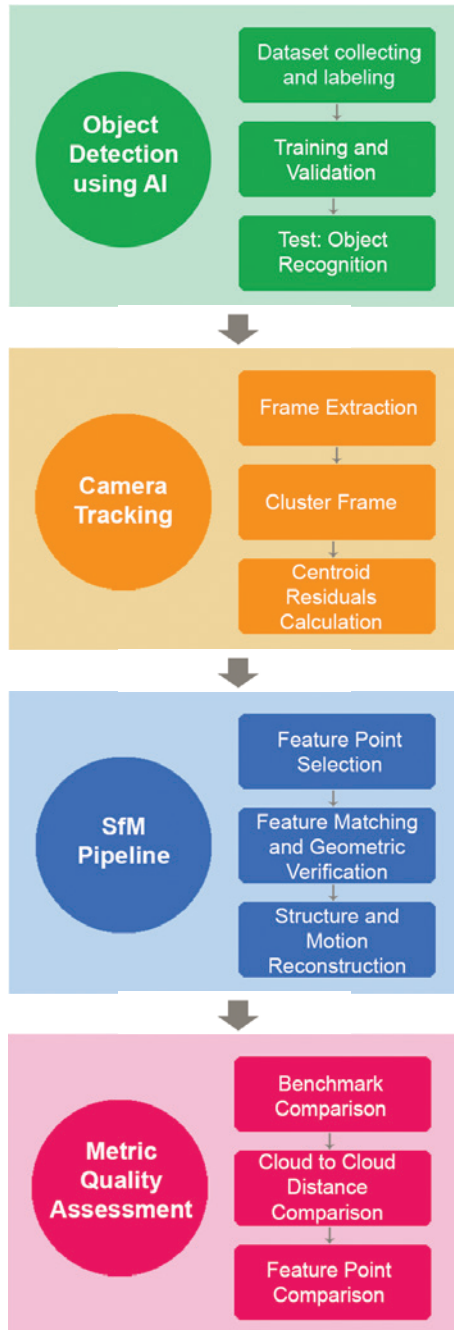 Object
Detection
using AI
Dataset collecting
and labeling
Training and
Validation
Test: Object
Recognition
Camera
Tracking
Frame Extraction
Cluster Frame
Centroid
Residuals
Calculation
SfM
Pipeline
Feature Point
Selection
Feature Matching
and Geometric
Verification
Structure and
Motion
Reconstruction
Metric
Quality
Assessment
Benchmark
Comparison
Cloud to Cloud
Distance
Comparison
Feature Point
Comparison